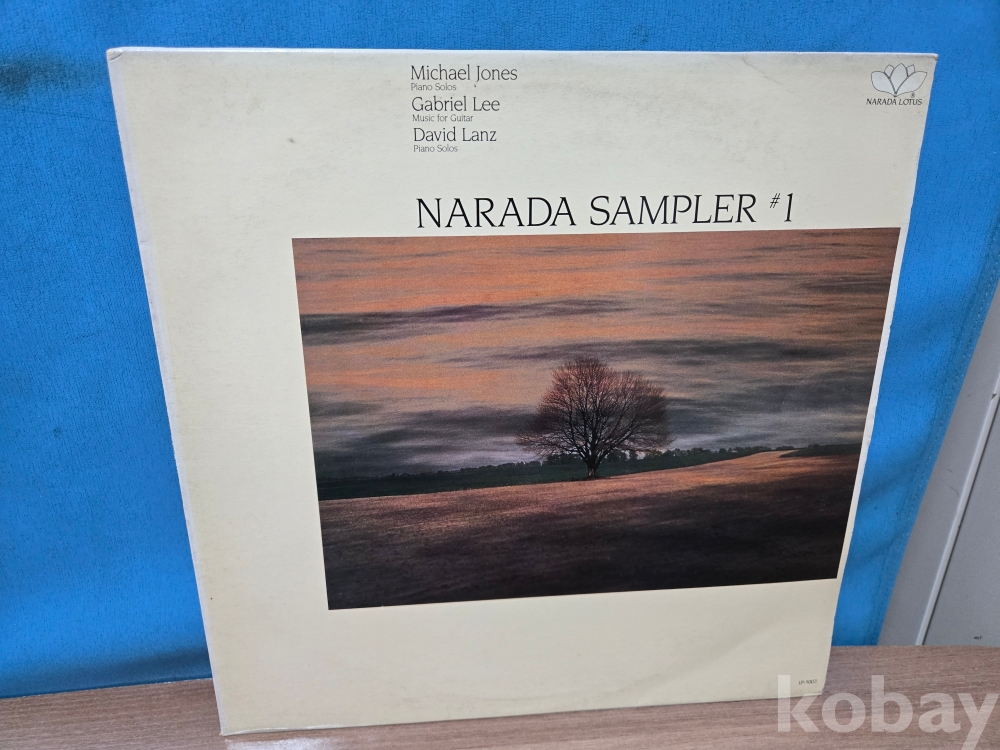 Michael Jones
Piano Solos
Gabriel Lee
Music for Guitar
David Lanz
Piano Solos
NARADA LOTUS
®
NARADA SAMPLER #1
kobay